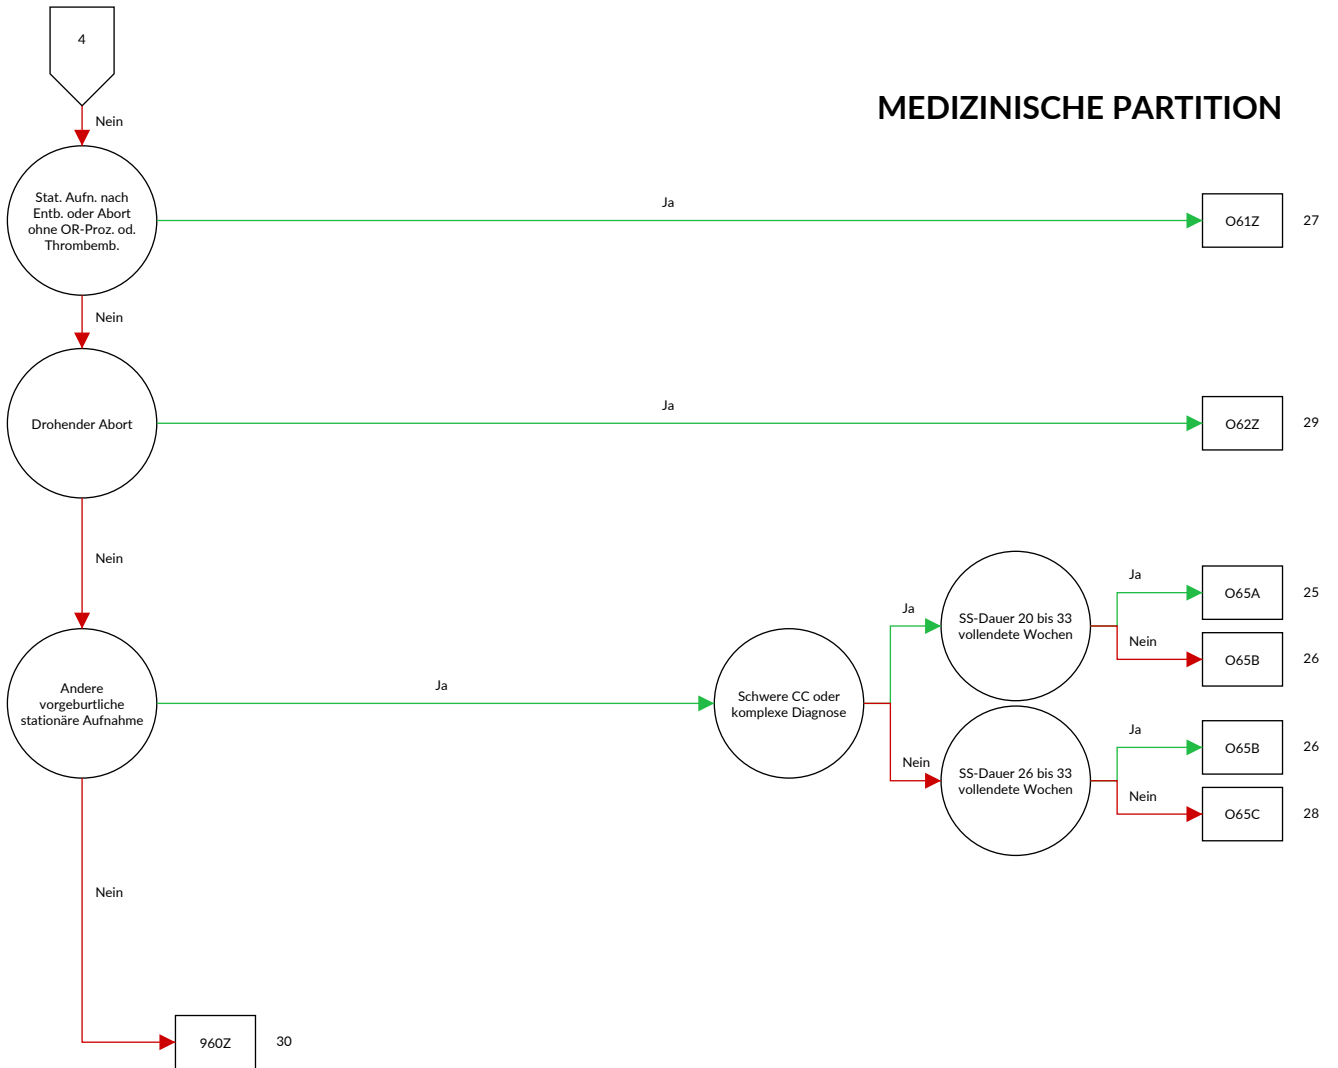 4
MEDIZINISCHE PARTITION
Nein
Stat. Aufn. nach
Entb. oder Abort
ohne OR-Proz. od.
Thrombemb.
Ja
O61Z
27
Nein
Drohender Abort
Ja
O62Z
29
Nein
Andere
vorgeburtliche
stationäre Aufnahme
Ja
Schwere CC oder
komplexe Diagnose
Ja
SS-Dauer 20 bis 33
vollendete Wochen
Ja
O65A
25
Nein
O65B
26
Nein
SS-Dauer 26 bis 33
vollendete Wochen
Ja
O65B
26
Nein
O65C
28
Nein
960Z
30